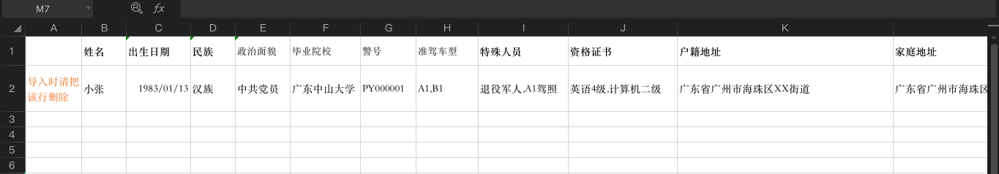 M7
fx
A B C D E F G H I J K
1 姓名 出生日期 民族 政治面貌 毕业院校 警号 准驾车型 特殊人员 资格证书 户籍地址 家庭地址
2 导入时请把该行删除 小张 1983/01/13 汉族 中共党员 广东中山大学 PY000001 A1,B1 退役军人,A1驾照 英语4级,计算机二级 广东省广州市海珠区XX街道 广东省广州市海珠区
3
4
5
6